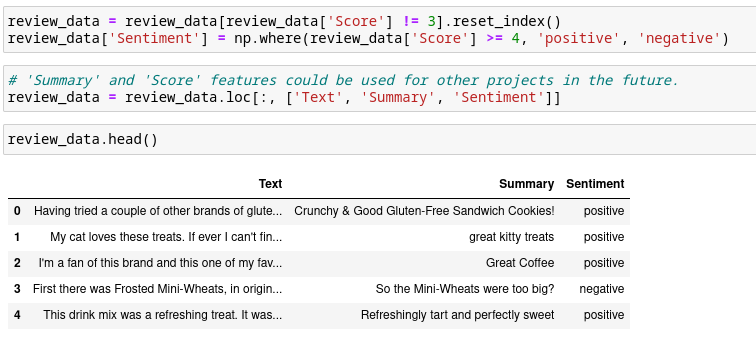 review_data = review_data[review_data['Score'] != 3].reset_index()
review_data['Sentiment'] = np.where(review_data['Score'] >= 4, 'positive', 'negative')
# 'Summary' and 'Score' features could be used for other projects in the future.
review_data = review_data.loc[:, ['Text', 'Summary', 'Sentiment']]
review_data.head()
Text Summary Sentiment
0 Having tried a couple of other brands of glute... Crunchy & Good Gluten-Free Sandwich Cookies! positive
1 My cat loves these treats. If ever I can't fin... great kitty treats positive
2 I'm a fan of this brand and this one of my fav... Great Coffee positive
3 First there was Frosted Mini-Wheats, in origin... So the Mini-Wheats were too big? negative
4 This drink mix was a refreshing treat. It was... Refreshingly tart and perfectly sweet positive